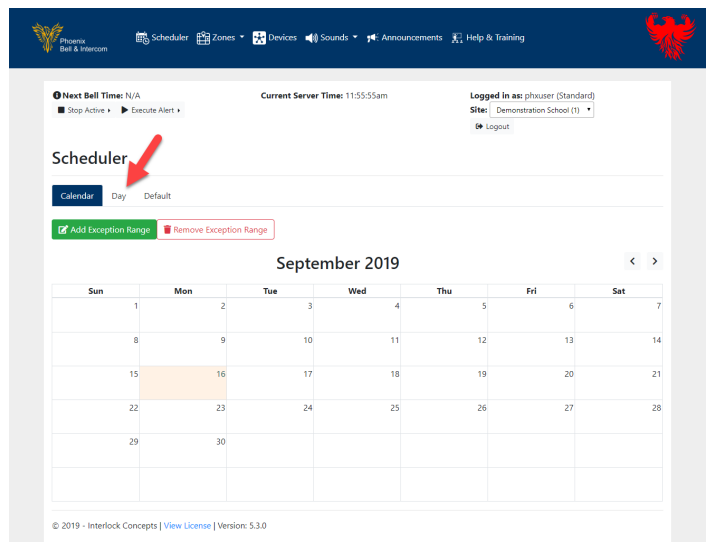 Phoenix
Bell & Intercom
Scheduler Zones Devices Sounds Announcements Help & Training
Next Bell Time: N/A
Stop Active Execute Alert
Current Server Time: 11:55:55am
Logged in as: phxuser (Standard)
Site: Demonstration School (1)
Logout
Scheduler
Calendar Day Default
Add Exception Range Remove Exception Range
September 2019
Sun Mon Tue Wed Thu Fri Sat
1 2 3 4 5 6 7
8 9 10 11 12 13 14
15 16 17 18 19 20 21
22 23 24 25 26 27 28
29 30
© 2019 - Interlock Concepts | View License | Version: 5.3.0